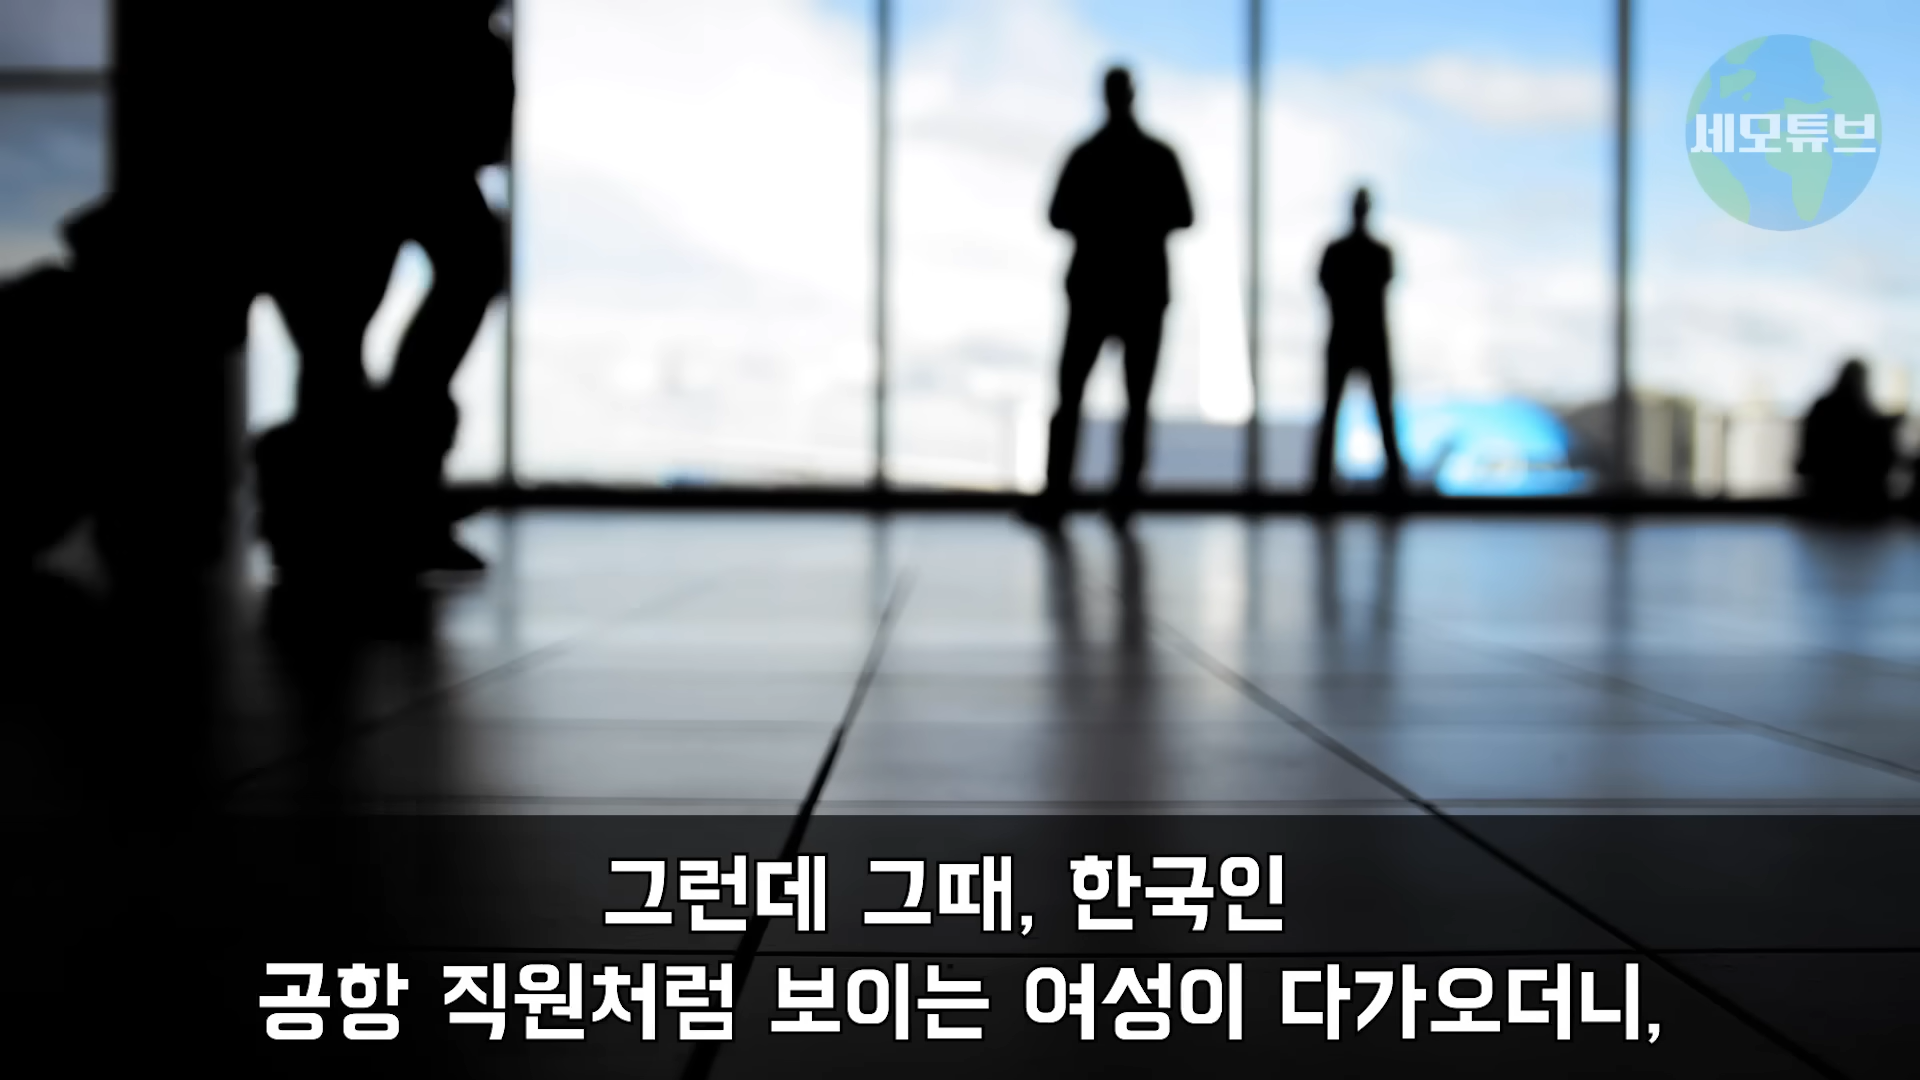 세모튜브
그런데 그때, 한국인
공항 직원처럼 보이는 여성이 다가오더니,